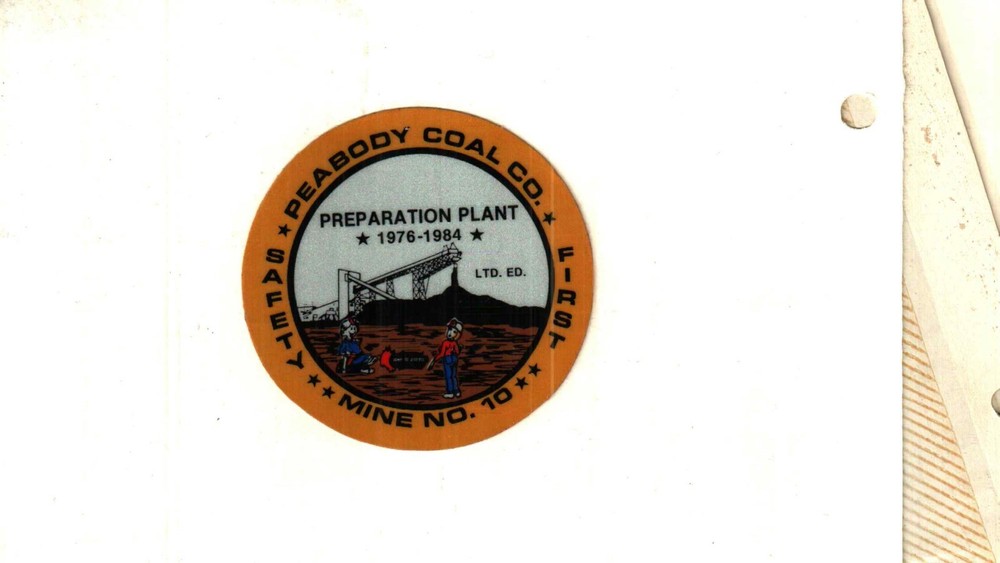 PEABODY COAL CO.
SAFETY
FIRST
PREPARATION PLANT
★ 1976-1984 ★
LTD. ED.
MINE NO. 10